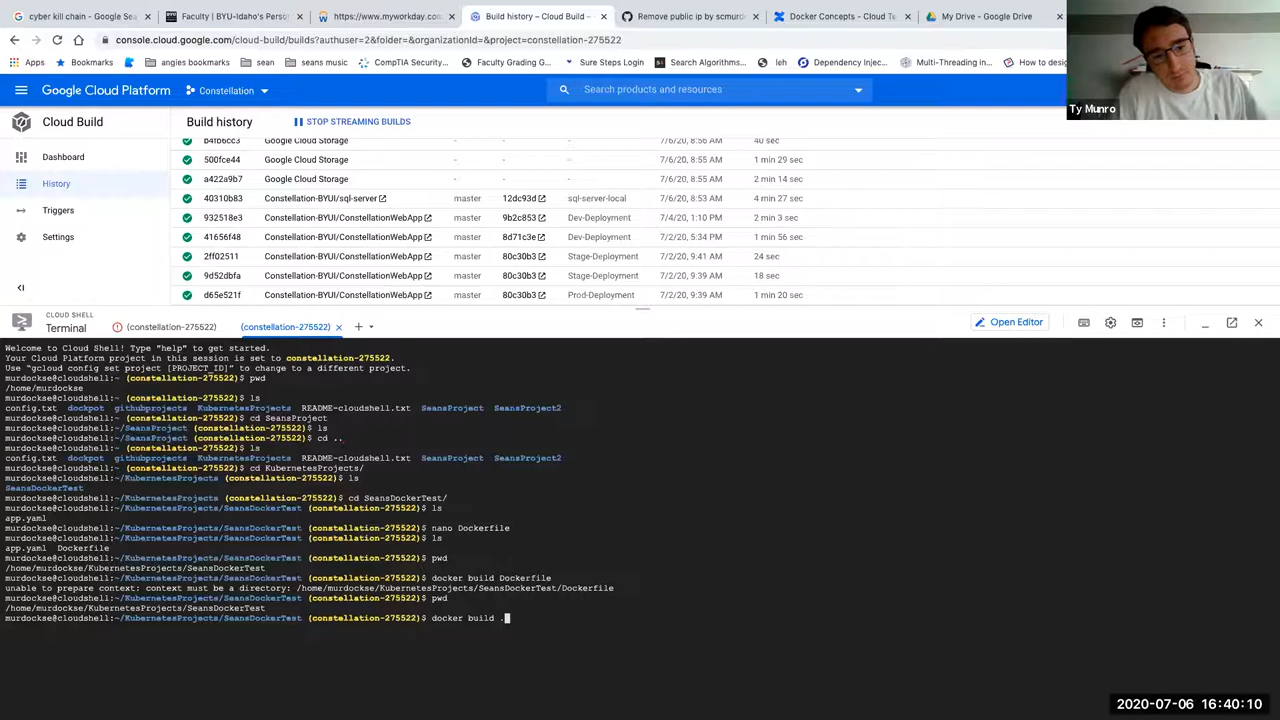 cyber kill chain - Google Sea
Faculty | BYU-Idaho's Perso
https://www.myworkday.com
Build history – Cloud Build –
Remove public ip by scmurdo
Docker Concepts - Cloud Te
My Drive - Google Drive
console.cloud.google.com/cloud-build/builds?authuser=2&folder=&organizationId=&project=constellation-275522
Apps
Bookmarks
angies bookmarks
sean
seans music
CompTIA Security...
Faculty Grading G...
Sure Steps Login
Search Algorithms...
leh
Dependency Injec...
Multi-Threading in...
How to desig
Google Cloud Platform
Constellation
Search products and resources
Ty Munro
Cloud Build
Build history
STOP STREAMING BUILDS
Dashboard
History
Triggers
Settings
b4fb6cc3 Google Cloud Storage - - - 7/6/20, 8:56 AM 40 sec
500fce44 Google Cloud Storage - - - 7/6/20, 8:55 AM 1 min 29 sec
a422a9b7 Google Cloud Storage - - - 7/6/20, 8:55 AM 2 min 14 sec
40310b83 Constellation-BYUI/sql-server master 12dc93d sql-server-local 7/6/20, 8:53 AM 4 min 27 sec
932518e3 Constellation-BYUI/ConstellationWebApp master 9b2c853 Dev-Deployment 7/4/20, 1:10 PM 2 min 3 sec
41656f48 Constellation-BYUI/ConstellationWebApp master 8d71c3e Dev-Deployment 7/2/20, 5:34 PM 1 min 56 sec
2ff02511 Constellation-BYUI/ConstellationWebApp master 80c30b3 Stage-Deployment 7/2/20, 9:41 AM 24 sec
9d52dbfa Constellation-BYUI/ConstellationWebApp master 80c30b3 Stage-Deployment 7/2/20, 9:39 AM 18 sec
d65e521f Constellation-BYUI/ConstellationWebApp master 80c30b3 Prod-Deployment 7/2/20, 9:39 AM 1 min 20 sec
CLOUD SHELL
Terminal
(constellation-275522)
(constellation-275522)
Open Editor
Welcome to Cloud Shell! Type "help" to get started.
Your Cloud Platform project in this session is set to constellation-275522.
Use "gcloud config set project [PROJECT_ID]" to change to a different project.
murdockse@cloudshell:~ (constellation-275522)$ pwd
/home/murdockse
murdockse@cloudshell:~ (constellation-275522)$ ls
config.txt dockpot githubprojects KubernetesProjects README-cloudshell.txt SeansProject SeansProject2
murdockse@cloudshell:~ (constellation-275522)$ cd SeansProject
murdockse@cloudshell:~/SeansProject (constellation-275522)$ ls
murdockse@cloudshell:~/SeansProject (constellation-275522)$ cd ..
murdockse@cloudshell:~ (constellation-275522)$ ls
config.txt dockpot githubprojects KubernetesProjects README-cloudshell.txt SeansProject SeansProject2
murdockse@cloudshell:~ (constellation-275522)$ cd KubernetesProjects/
murdockse@cloudshell:~/KubernetesProjects (constellation-275522)$ ls
SeansDockerTest
murdockse@cloudshell:~/KubernetesProjects (constellation-275522)$ cd SeansDockerTest/
murdockse@cloudshell:~/KubernetesProjects/SeansDockerTest (constellation-275522)$ ls
app.yaml
murdockse@cloudshell:~/KubernetesProjects/SeansDockerTest (constellation-275522)$ nano Dockerfile
murdockse@cloudshell:~/KubernetesProjects/SeansDockerTest (constellation-275522)$ ls
app.yaml Dockerfile
murdockse@cloudshell:~/KubernetesProjects/SeansDockerTest (constellation-275522)$ pwd
/home/murdockse/KubernetesProjects/SeansDockerTest
murdockse@cloudshell:~/KubernetesProjects/SeansDockerTest (constellation-275522)$ docker build Dockerfile
unable to prepare context: context must be a directory: /home/murdockse/KubernetesProjects/SeansDockerTest/Dockerfile
murdockse@cloudshell:~/KubernetesProjects/SeansDockerTest (constellation-275522)$ pwd
/home/murdockse/KubernetesProjects/SeansDockerTest
murdockse@cloudshell:~/KubernetesProjects/SeansDockerTest (constellation-275522)$ docker build .
2020-07-06 16:40:10